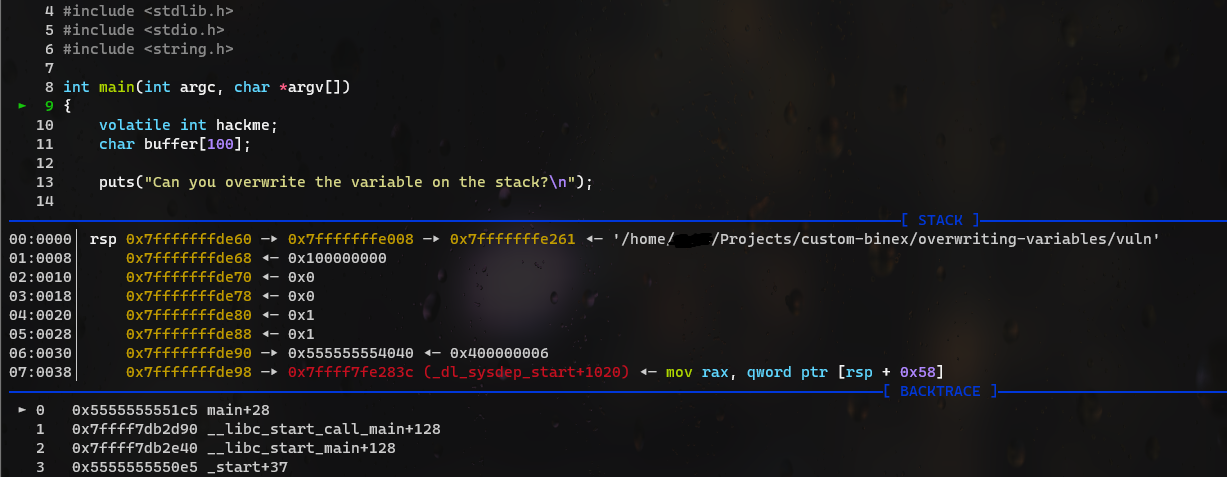 4 #include <stdlib.h>
5 #include <stdio.h>
6 #include <string.h>
7
8 int main(int argc, char *argv[])
► 9 {
10     volatile int hackme;
11     char buffer[100];
12
13     puts("Can you overwrite the variable on the stack?\n");
14
[ STACK ]
00:0000│ rsp 0x7fffffffde60 —▸ 0x7fffffffe008 —▸ 0x7fffffffe261 ◂— '/home/ /Projects/custom-binex/overwriting-variables/vuln'
01:0008│     0x7fffffffde68 ◂— 0x100000000
02:0010│     0x7fffffffde70 ◂— 0x0
03:0018│     0x7fffffffde78 ◂— 0x0
04:0020│     0x7fffffffde80 ◂— 0x1
05:0028│     0x7fffffffde88 ◂— 0x1
06:0030│     0x7fffffffde90 —▸ 0x555555554040 ◂— 0x400000006
07:0038│     0x7fffffffde98 —▸ 0x7ffff7fe283c (_dl_sysdep_start+1020) ◂— mov rax, qword ptr [rsp + 0x58]
[ BACKTRACE ]
► 0   0x5555555551c5 main+28
1   0x7ffff7db2d90 __libc_start_call_main+128
2   0x7ffff7db2e40 __libc_start_main+128
3   0x5555555550e5 _start+37